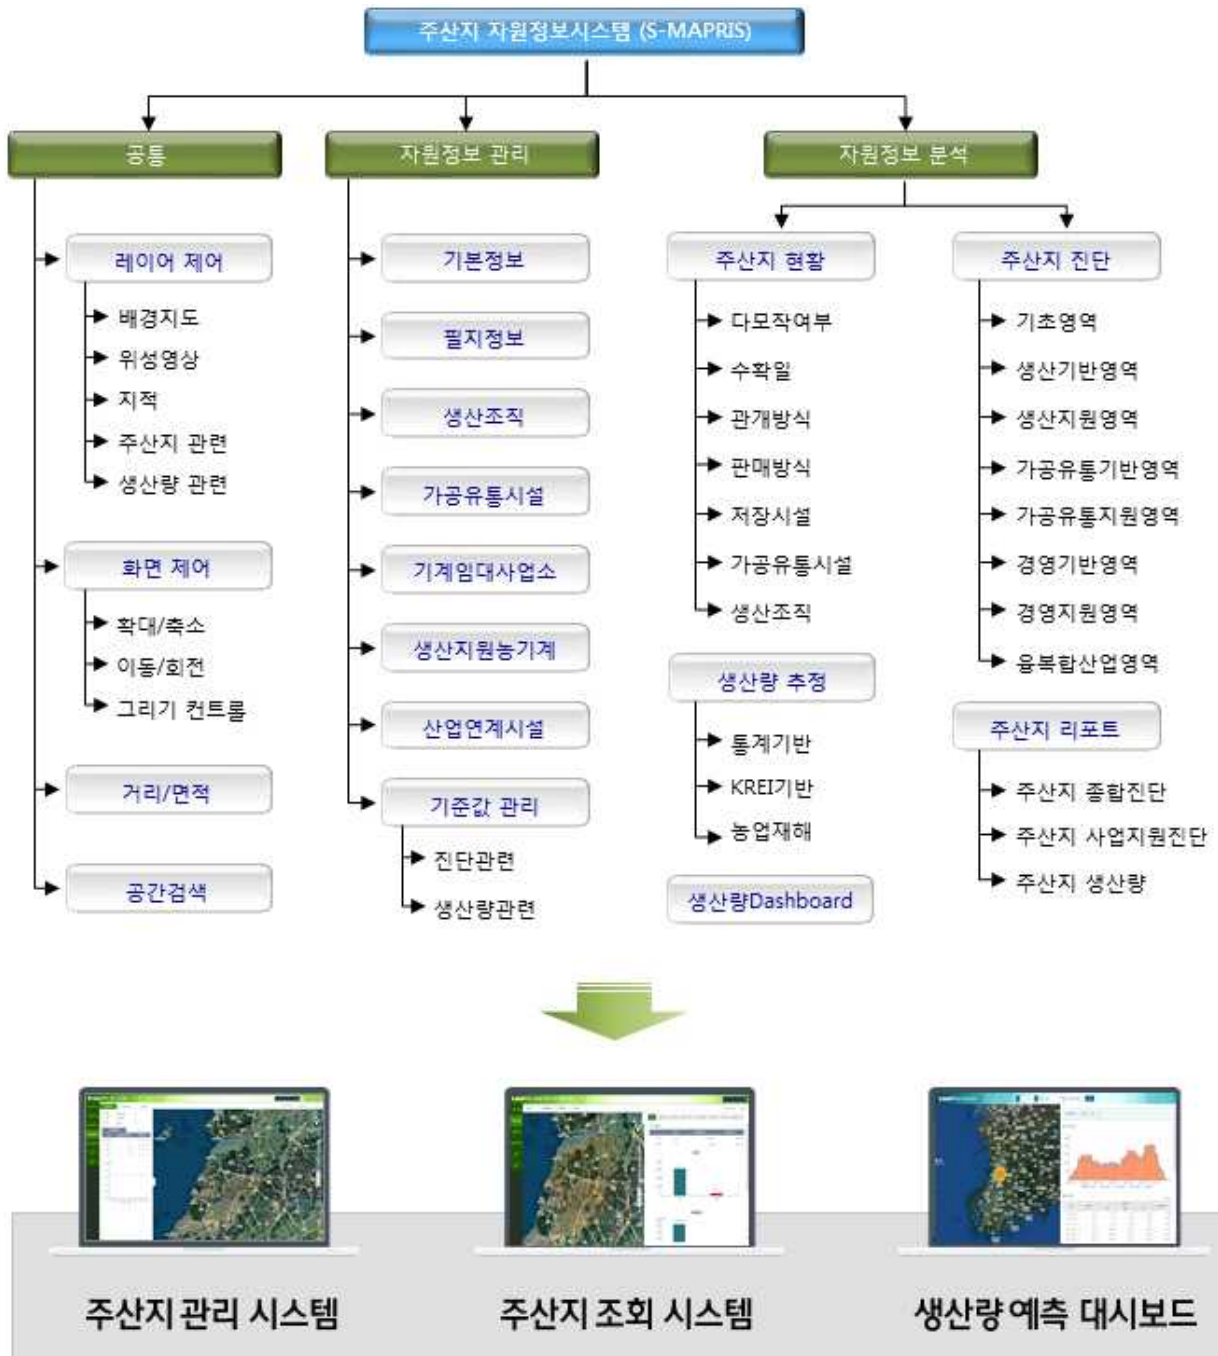 주산지 자원정보시스템 (S-MAPRIS)
공통
레이어 제어
배경지도
위성영상
지적
주산지 관련
생산량 관련
화면 제어
확대/축소
이동/회전
그리기 컨트롤
거리/면적
공간검색
자원정보 관리
기본정보
필지정보
생산조직
가공유통시설
기계임대사업소
생산지원농기계
산업연계시설
기준값 관리
진단관련
생산량관련
자원정보 분석
주산지 현황
다모작여부
수확일
관개방식
판매방식
저장시설
가공유통시설
생산조직
생산량 추정
통계기반
KREI기반
농업재해
생산량Dashboard
주산지 진단
기초영역
생산기반영역
생산지원영역
가공유통기반영역
가공유통지원영역
경영기반영역
경영지원영역
융복합산업영역
주산지 리포트
주산지 종합진단
주산지 사업지원진단
주산지 생산량
주산지 관리 시스템
주산지 조회 시스템
생산량 예측 대시보드